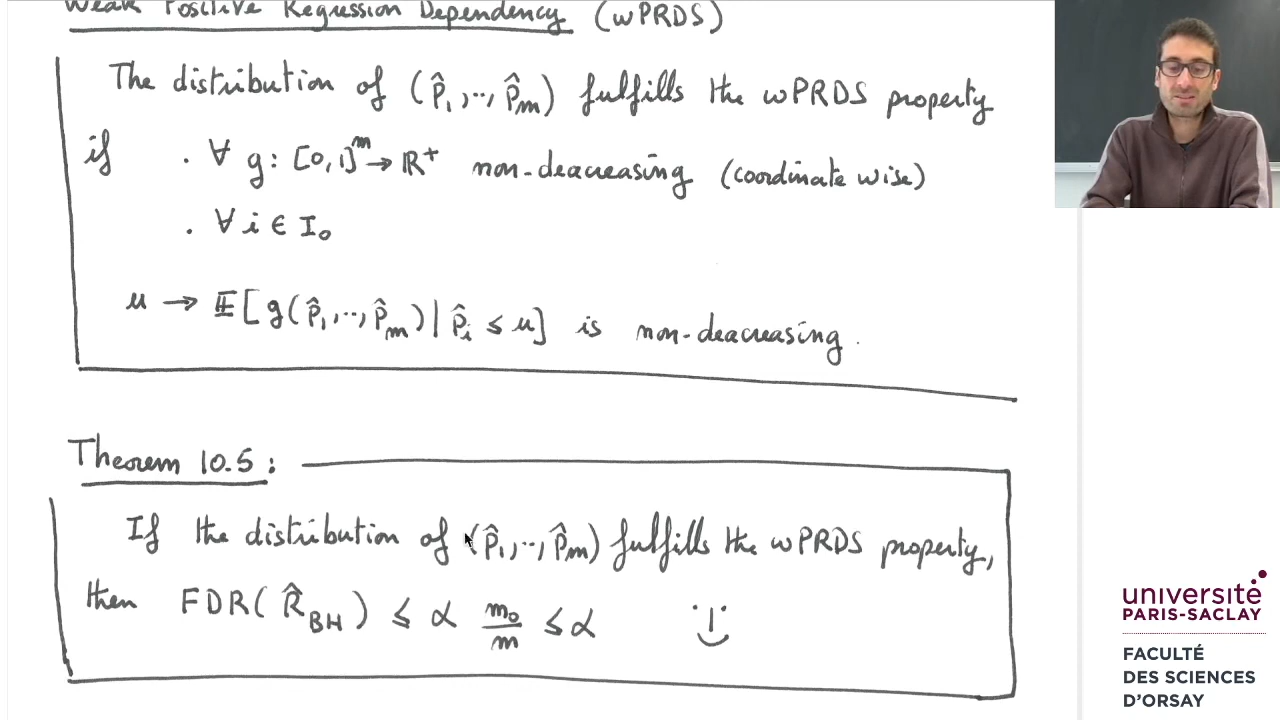 Weak Positive Regression Dependency (wPRDS)
The distribution of (p̂₁,..,p̂ₘ) fulfills the wPRDS property
if . ∀ g: [0,1]ᵐ → ℝ⁺ non-deacreasing (coordinate wise)
. ∀ i ∈ I₀
u → 𝔼[g(p̂₁,..,p̂ₘ) | p̂ᵢ ≤ u] is non-deacreasing.
Theorem 10.5 :
If the distribution of (p̂₁,..,p̂ₘ) fulfills the wPRDS property,
then FDR(R̂_BH) ≤ α m₀/m ≤ α
université
PARIS-SACLAY
FACULTÉ
DES SCIENCES
D'ORSAY